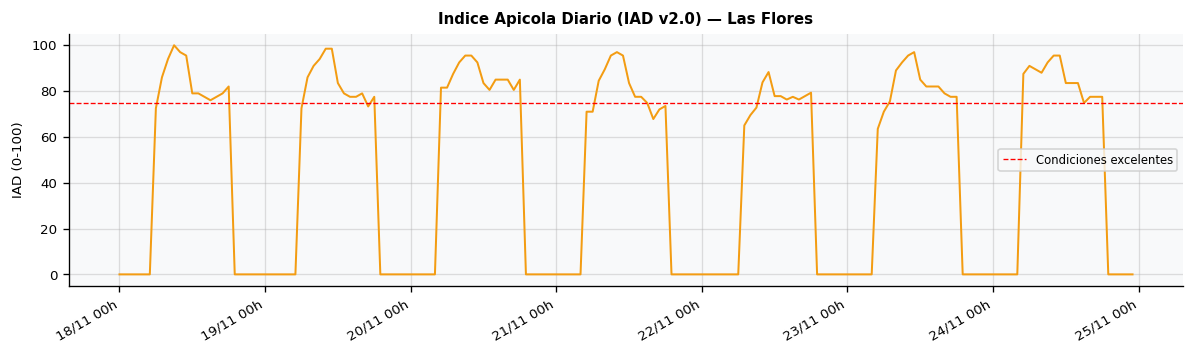 Indice Apicola Diario (IAD v2.0) — Las Flores
IAD (0-100)
100
80
60
40
20
0
Condiciones excelentes
18/11 00h
19/11 00h
20/11 00h
21/11 00h
22/11 00h
23/11 00h
24/11 00h
25/11 00h